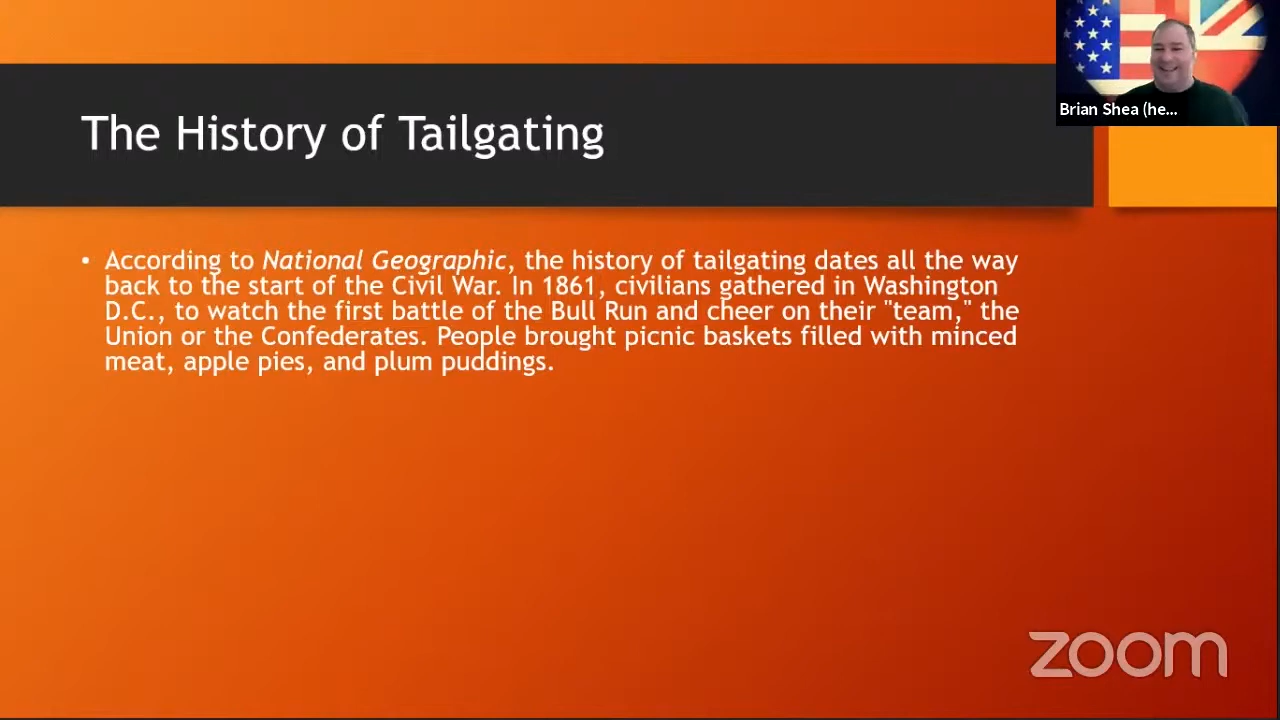 The History of Tailgating
Brian Shea (he...
• According to National Geographic, the history of tailgating dates all the way
back to the start of the Civil War. In 1861, civilians gathered in Washington
D.C., to watch the first battle of the Bull Run and cheer on their "team," the
Union or the Confederates. People brought picnic baskets filled with minced
meat, apple pies, and plum puddings.
zoom